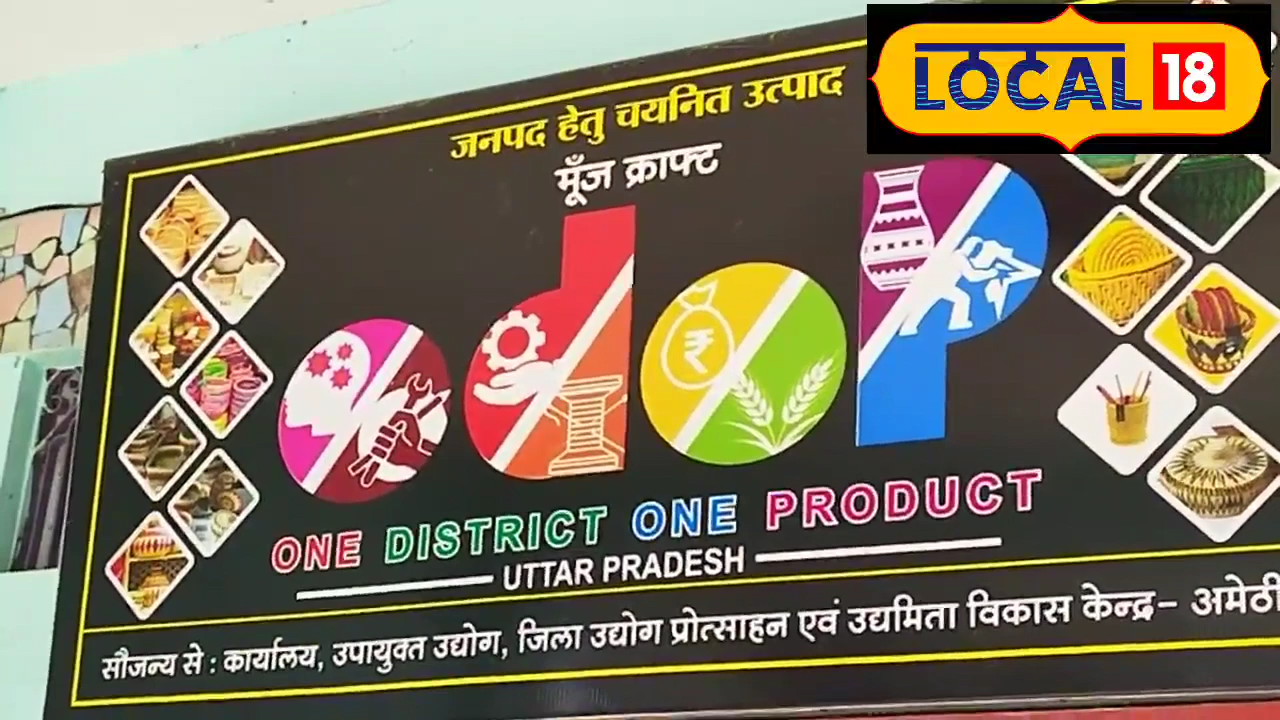 LOCAL 18
जनपद हेतु चयनित उत्पाद
मूँज क्राफ्ट
odop
ONE DISTRICT ONE PRODUCT
UTTAR PRADESH
सौजन्य से : कार्यालय, उपायुक्त उद्योग, जिला उद्योग प्रोत्साहन एवं उद्यमिता विकास केन्द्र- अमेठी